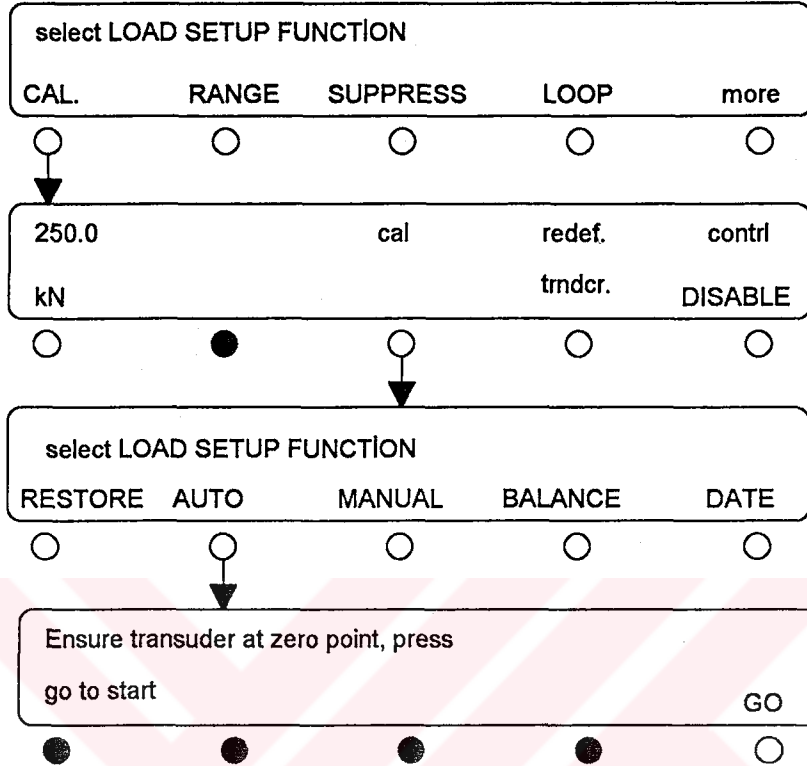 select LOAD SETUP FUNCTİON
CAL. RANGE SUPPRESS LOOP more
250.0 cal redef. contrl
kN trndcr. DISABLE
select LOAD SETUP FUNCTİON
RESTORE AUTO MANUAL BALANCE DATE
Ensure transuder at zero point, press
go to start
GO